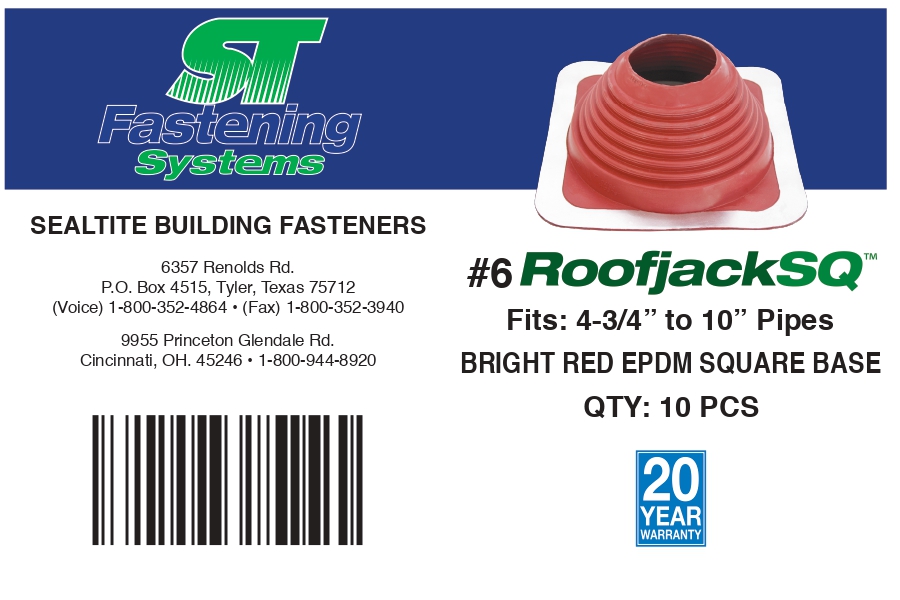 ST
Fastening
Systems
SEALTITE BUILDING FASTENERS
6357 Renolds Rd.
P.O. Box 4515, Tyler, Texas 75712
(Voice) 1-800-352-4864 • (Fax) 1-800-352-3940
9955 Princeton Glendale Rd.
Cincinnati, OH. 45246 • 1-800-944-8920
#6 RoofjackSQ™
Fits: 4-3/4” to 10” Pipes
BRIGHT RED EPDM SQUARE BASE
QTY: 10 PCS
20
YEAR
WARRANTY